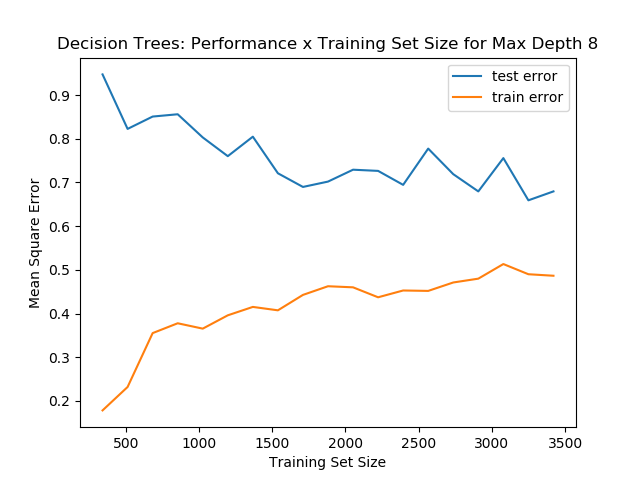 Decision Trees: Performance x Training Set Size for Max Depth 8
test error
train error
Mean Square Error
0.9
0.8
0.7
0.6
0.5
0.4
0.3
0.2
500 1000 1500 2000 2500 3000 3500
Training Set Size